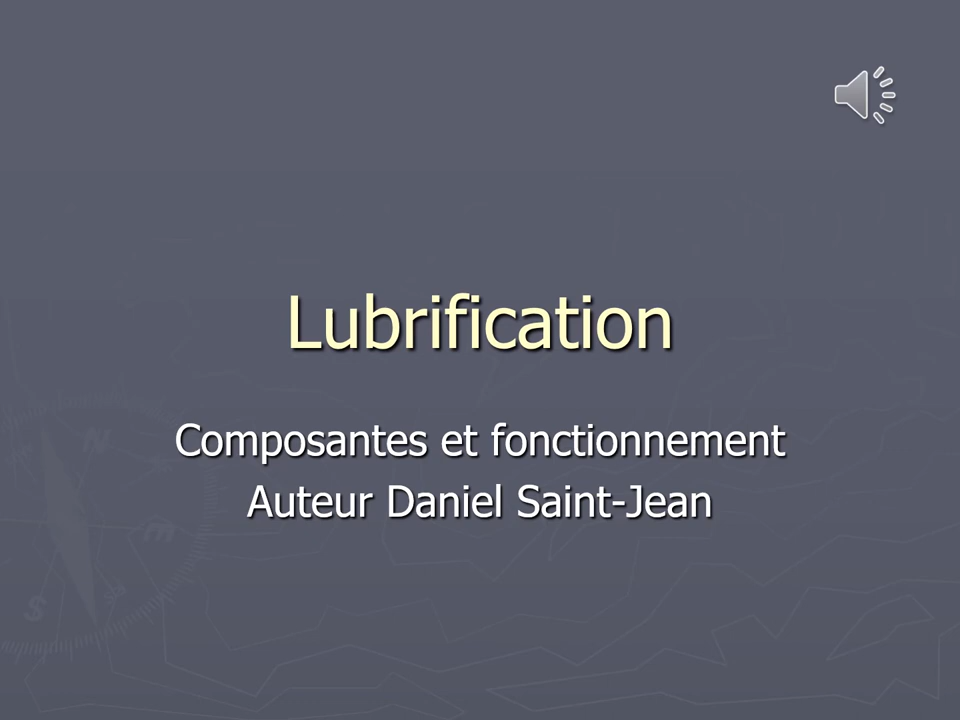 Lubrification
Composantes et fonctionnement
Auteur Daniel Saint-Jean